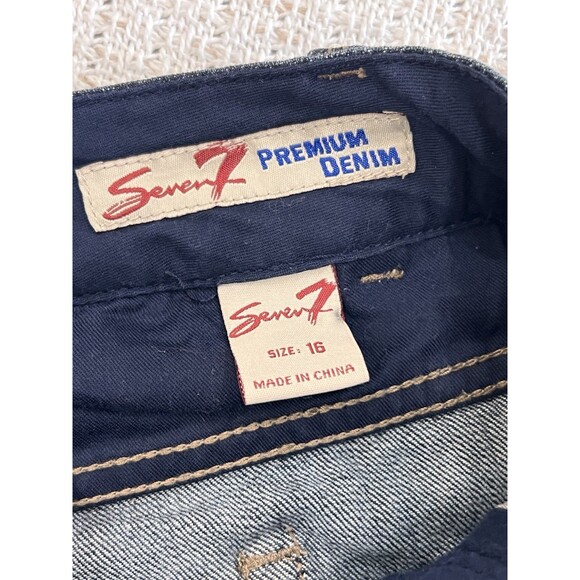 Seven7 PREMIUM
DENIM
Seven7
SIZE: 16
MADE IN CHINA